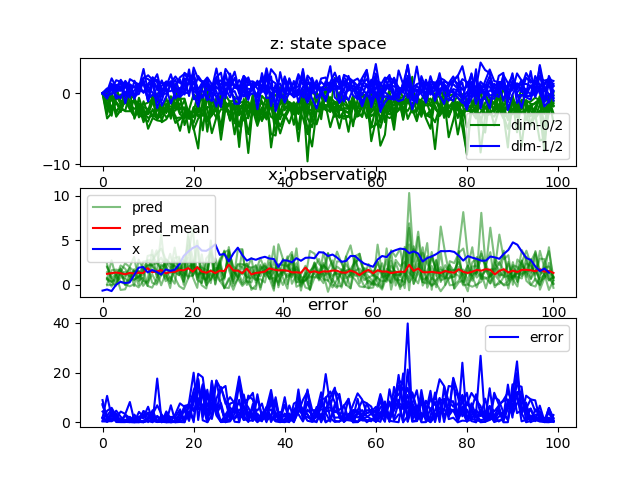 z: state space
0
−10
dim-0/2
dim-1/2
0 20 40 60 80 100
x: observation
10
5
0
pred
pred_mean
x
0 20 40 60 80 100
error
40
20
0
error
0 20 40 60 80 100